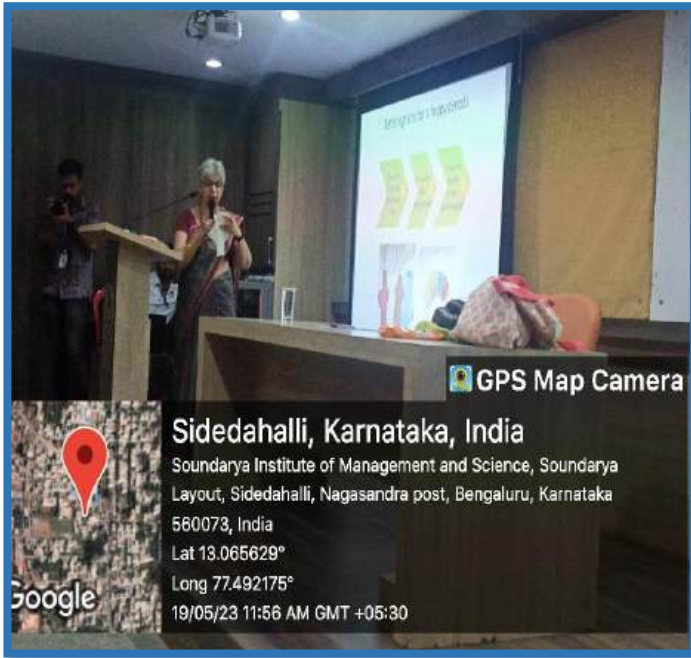 GPS Map Camera
Sidedahalli, Karnataka, India
Soundarya Institute of Management and Science, Soundarya
Layout, Sidedahalli, Nagasandra post, Bengaluru, Karnataka
560073, India
Lat 13.065629°
Long 77.492175°
Google
19/05/23 11:56 AM GMT +05:30